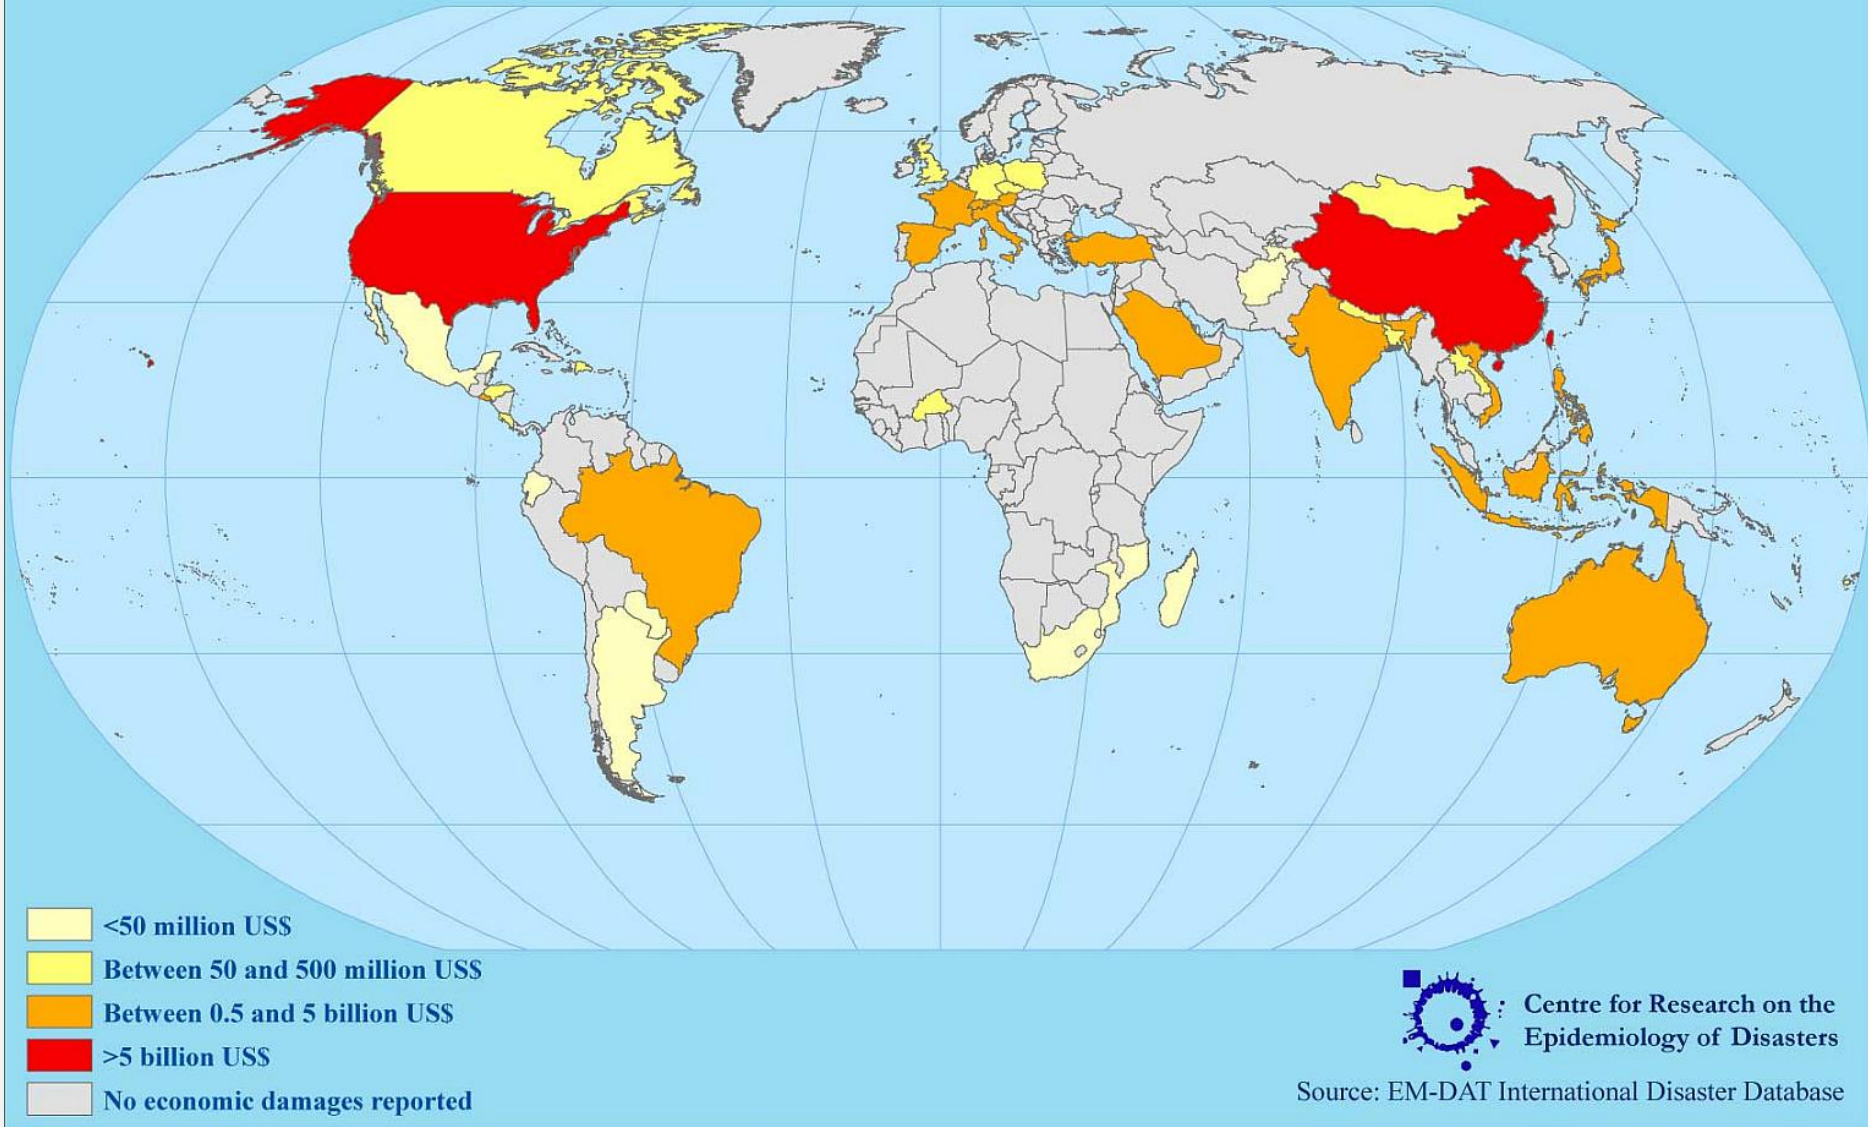 <50 million US$
Between 50 and 500 million US$
Between 0.5 and 5 billion US$
>5 billion US$
No economic damages reported
Centre for Research on the
Epidemiology of Disasters
Source: EM-DAT International Disaster Database